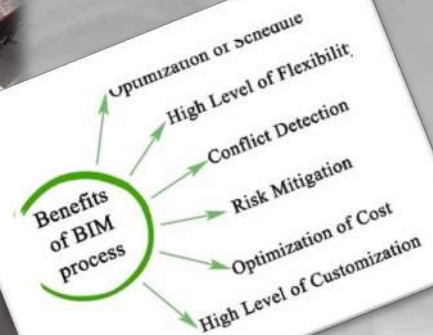 Optimization of Schedule
High Level of Flexibilit
Conflict Detection
Risk Mitigation
Optimization of Cost
High Level of Customization
Benefits
of BIM
process